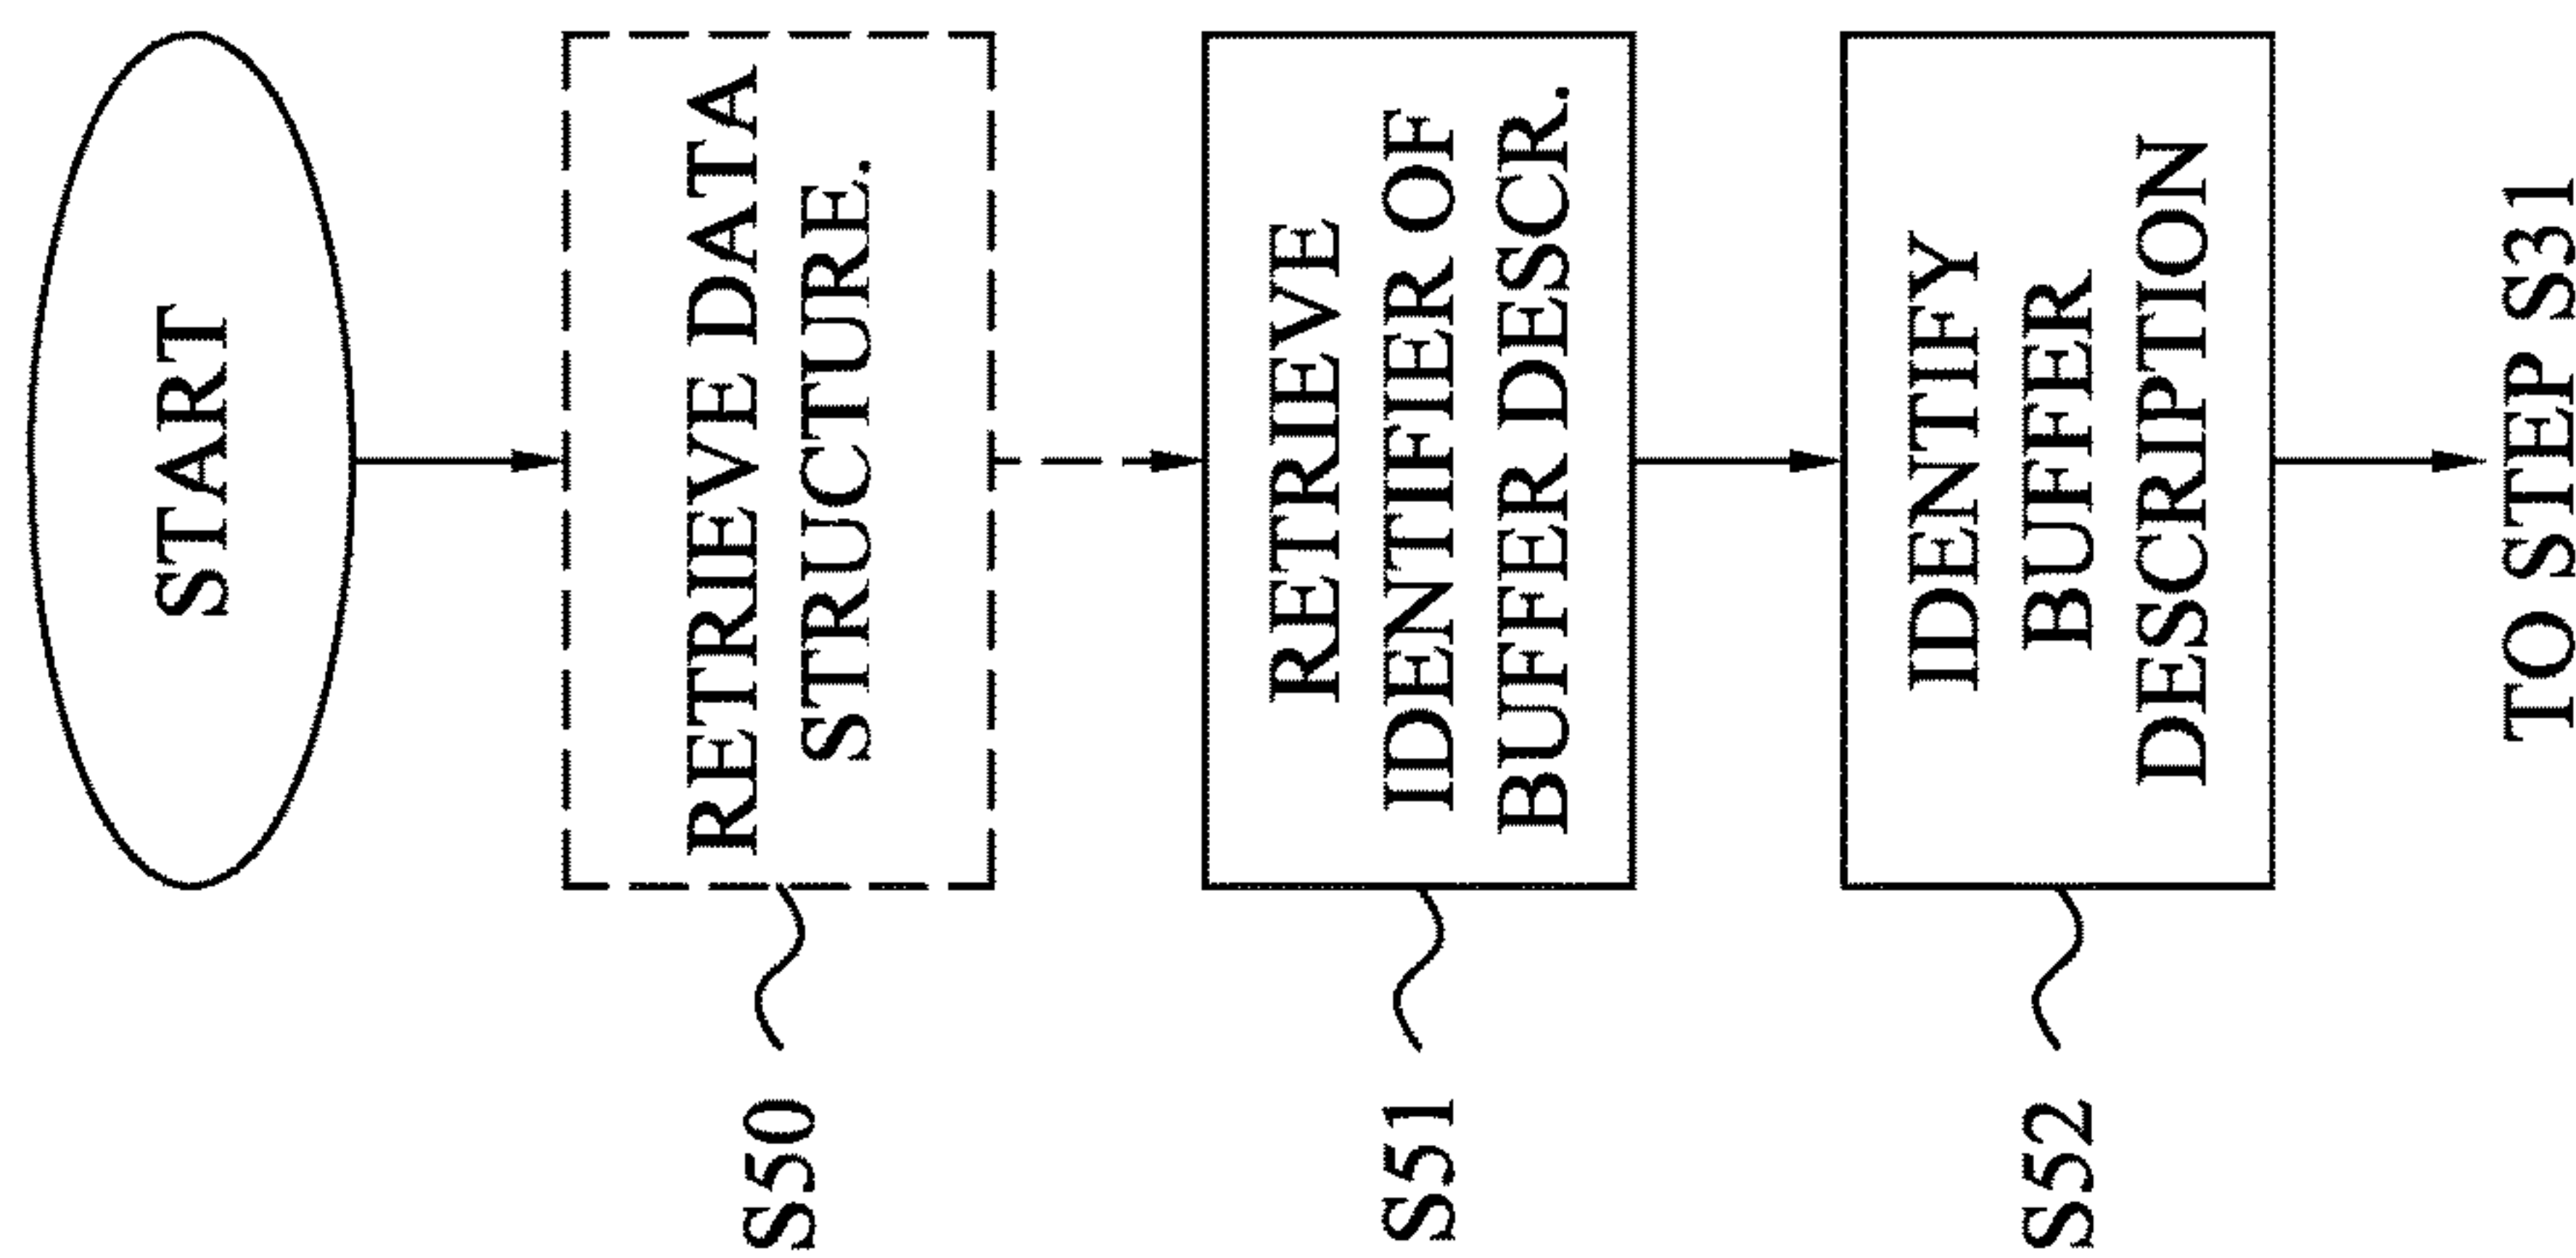 START
RETRIEVE DATA
STRUCTURE.
S50
RETRIEVE
IDENTIFIER OF
BUFFER DESCR.
S51
IDENTIFY
BUFFER
DESCRIPTION
S52
TO STEP S31